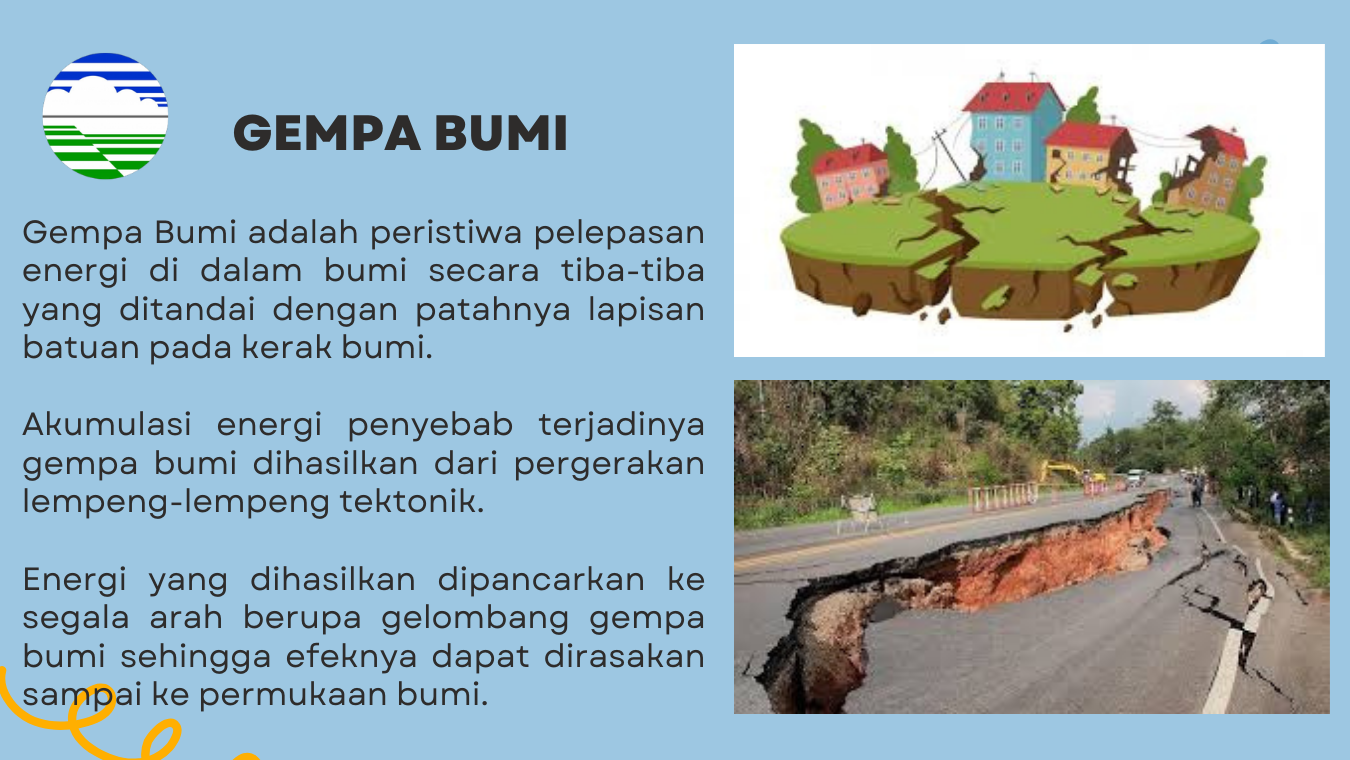 GEMPA BUMI
Gempa Bumi adalah peristiwa pelepasan
energi di dalam bumi secara tiba-tiba
yang ditandai dengan patahnya lapisan
batuan pada kerak bumi.
Akumulasi energi penyebab terjadinya
gempa bumi dihasilkan dari pergerakan
lempeng-lempeng tektonik.
Energi yang dihasilkan dipancarkan ke
segala arah berupa gelombang gempa
bumi sehingga efeknya dapat dirasakan
sampai ke permukaan bumi.